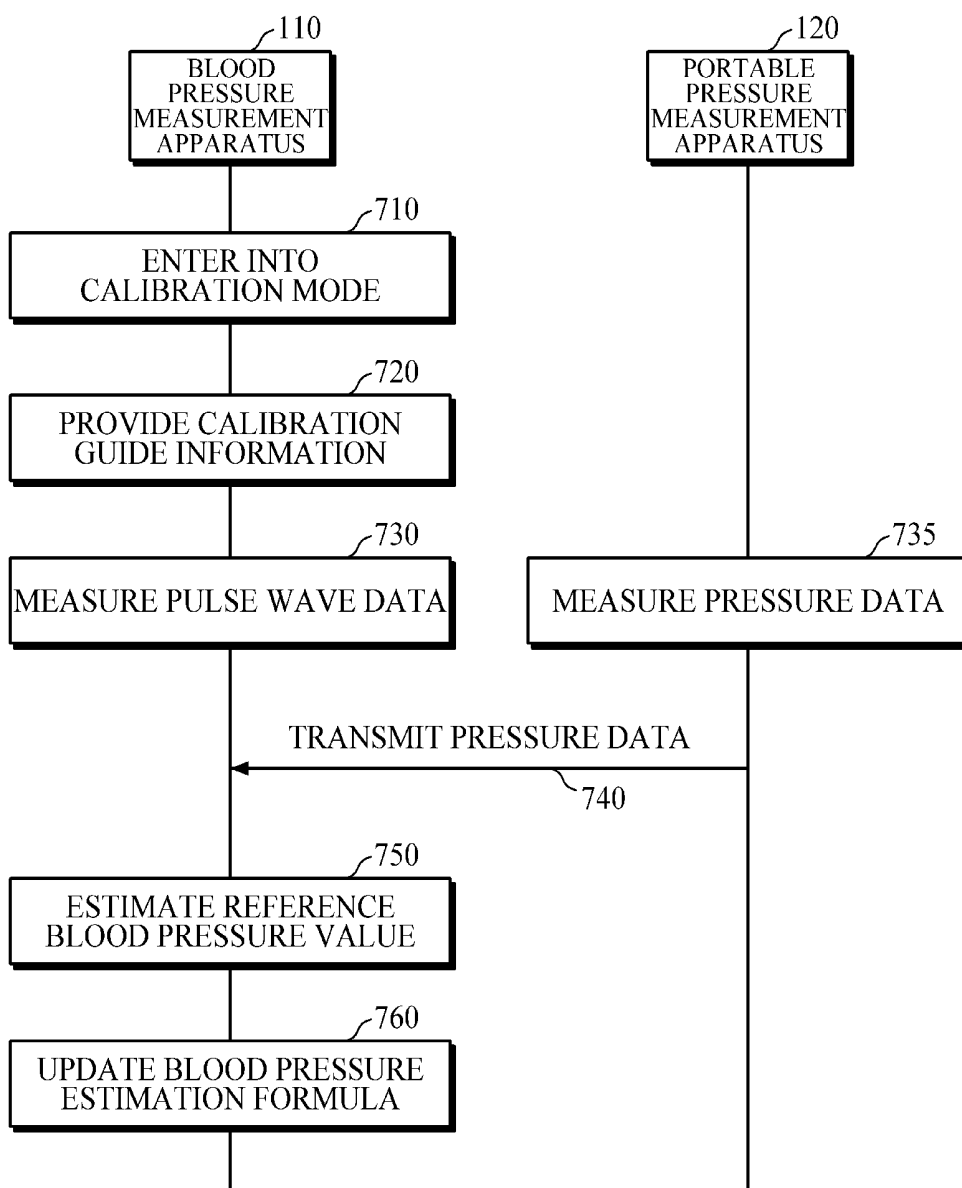 110
BLOOD
PRESSURE
MEASUREMENT
APPARATUS
120
PORTABLE
PRESSURE
MEASUREMENT
APPARATUS
710
ENTER INTO
CALIBRATION MODE
720
PROVIDE CALIBRATION
GUIDE INFORMATION
730
MEASURE PULSE WAVE DATA
735
MEASURE PRESSURE DATA
TRANSMIT PRESSURE DATA
740
750
ESTIMATE REFERENCE
BLOOD PRESSURE VALUE
760
UPDATE BLOOD PRESSURE
ESTIMATION FORMULA